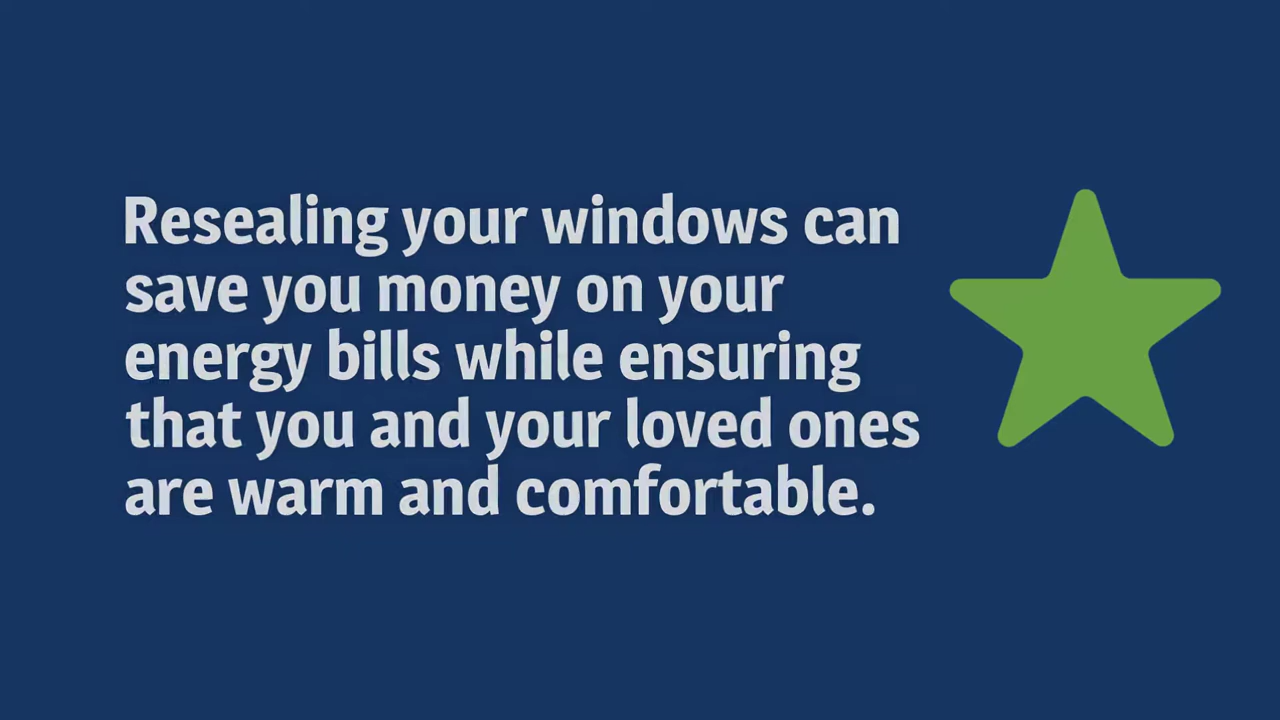 Resealing your windows can
save you money on your
energy bills while ensuring
that you and your loved ones
are warm and comfortable.